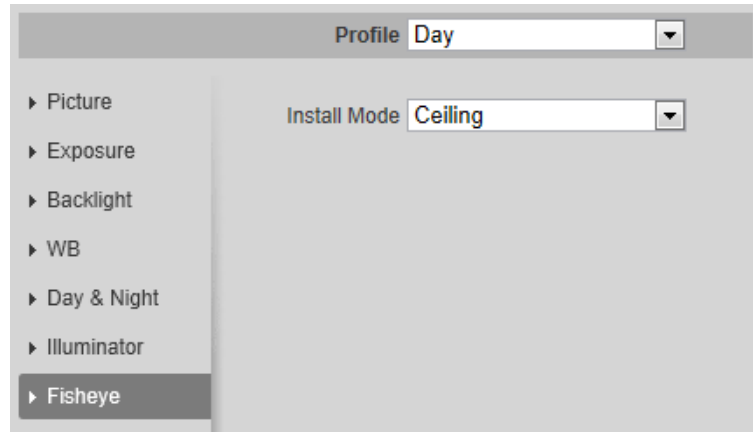 Profile Day
Picture
Install Mode Ceiling
Exposure
Backlight
WB
Day & Night
Illuminator
Fisheye